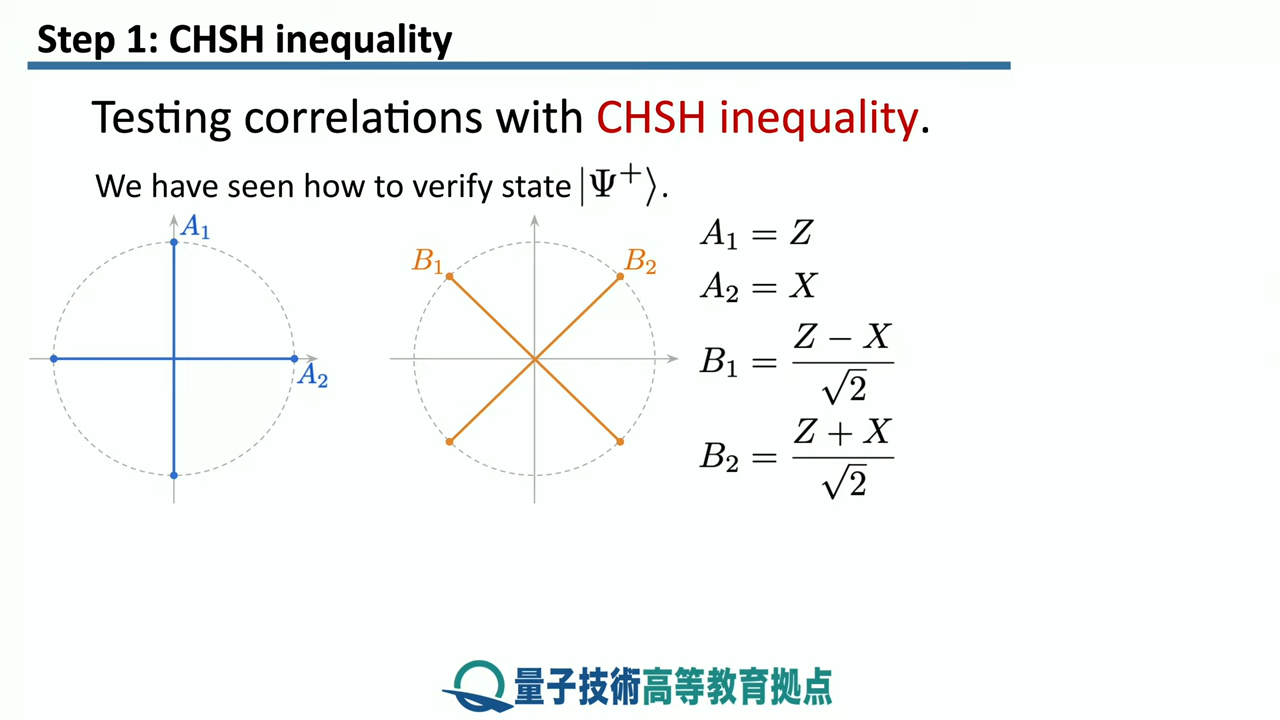 Step 1: CHSH inequality
Testing correlations with CHSH inequality.
We have seen how to verify state |Ψ⁺⟩.
A₁
A₂
B₁
B₂
A₁ = Z
A₂ = X
B₁ = (Z − X)/√2
B₂ = (Z + X)/√2
量子技術高等教育拠点